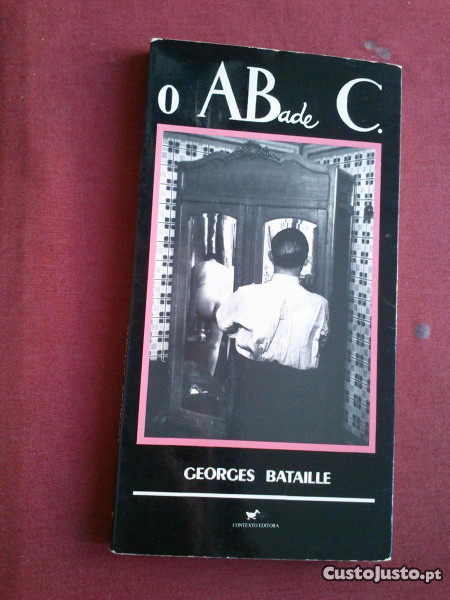 O ABade C.
GEORGES BATAILLE
CONTEXTO EDITORA
CustoJusto.pt